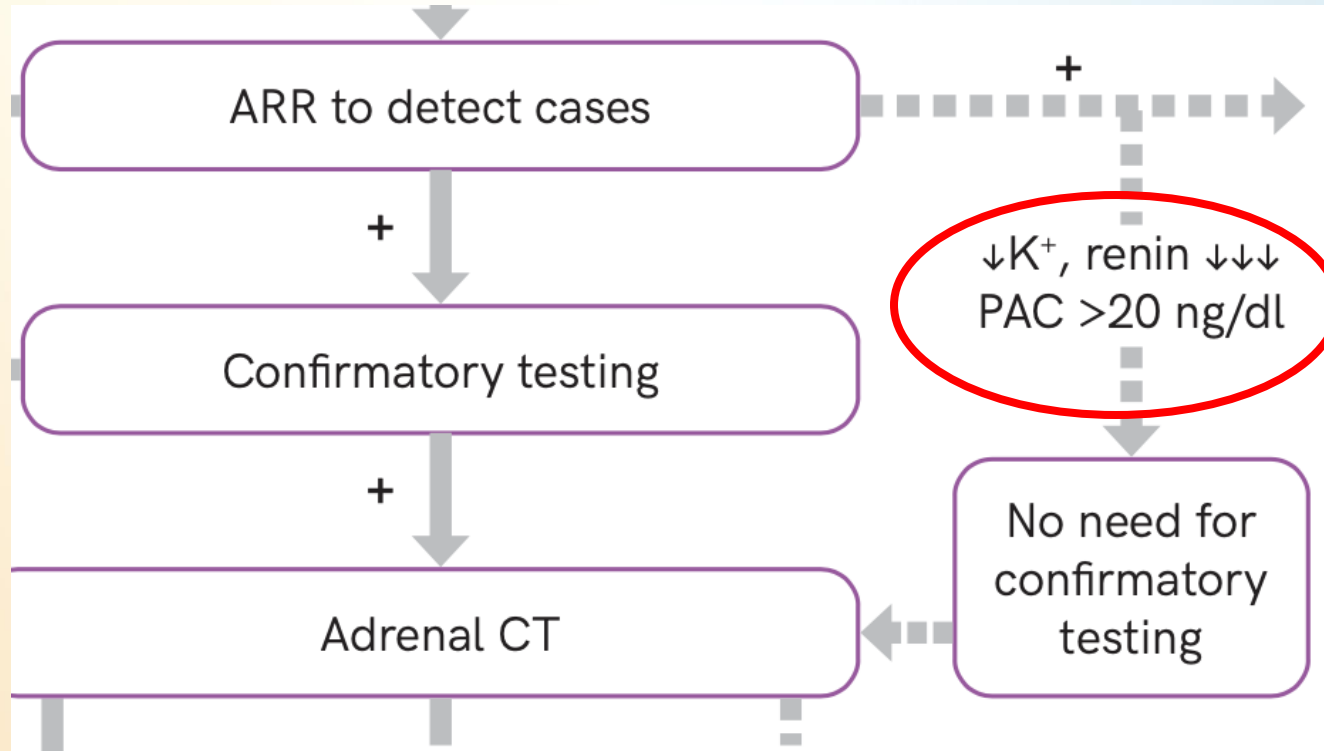 ARR to detect cases
+
+
↓K⁺, renin ↓↓↓
PAC >20 ng/dl
Confirmatory testing
+
No need for
confirmatory
testing
Adrenal CT